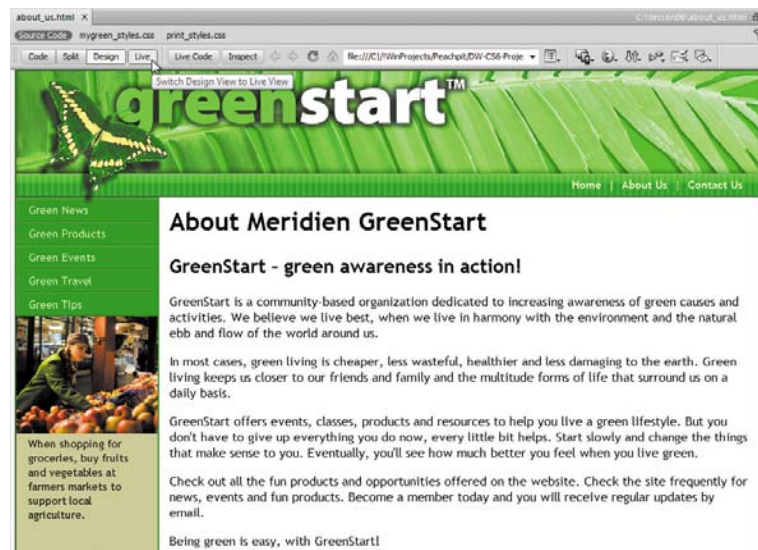 about_us.html X
C:\lesson06\about_us.html
Source Code mygreen_styles.css print_styles.css
Code Split Design Live Live Code Inspect file:///C|/!WinProjects/Peachpit/DW-CS6-Proje
Switch Design View to Live View
greenstart™
Home | About Us | Contact Us
Green News
Green Products
Green Events
Green Travel
Green Tips
When shopping for
groceries, buy fruits
and vegetables at
farmers markets to
support local
agriculture.
About Meridien GreenStart
GreenStart – green awareness in action!
GreenStart is a community-based organization dedicated to increasing awareness of green causes and
activities. We believe we live best, when we live in harmony with the environment and the natural
ebb and flow of the world around us.
In most cases, green living is cheaper, less wasteful, healthier and less damaging to the earth. Green
living keeps us closer to our friends and family and the multitude forms of life that surround us on a
daily basis.
GreenStart offers events, classes, products and resources to help you live a green lifestyle. But you
don't have to give up everything you do now, every little bit helps. Start slowly and change the things
that make sense to you. Eventually, you'll see how much better you feel when you live green.
Check out all the fun products and opportunities offered on the website. Check the site frequently for
news, events and fun products. Become a member today and you will receive regular updates by
email.
Being green is easy, with GreenStart!